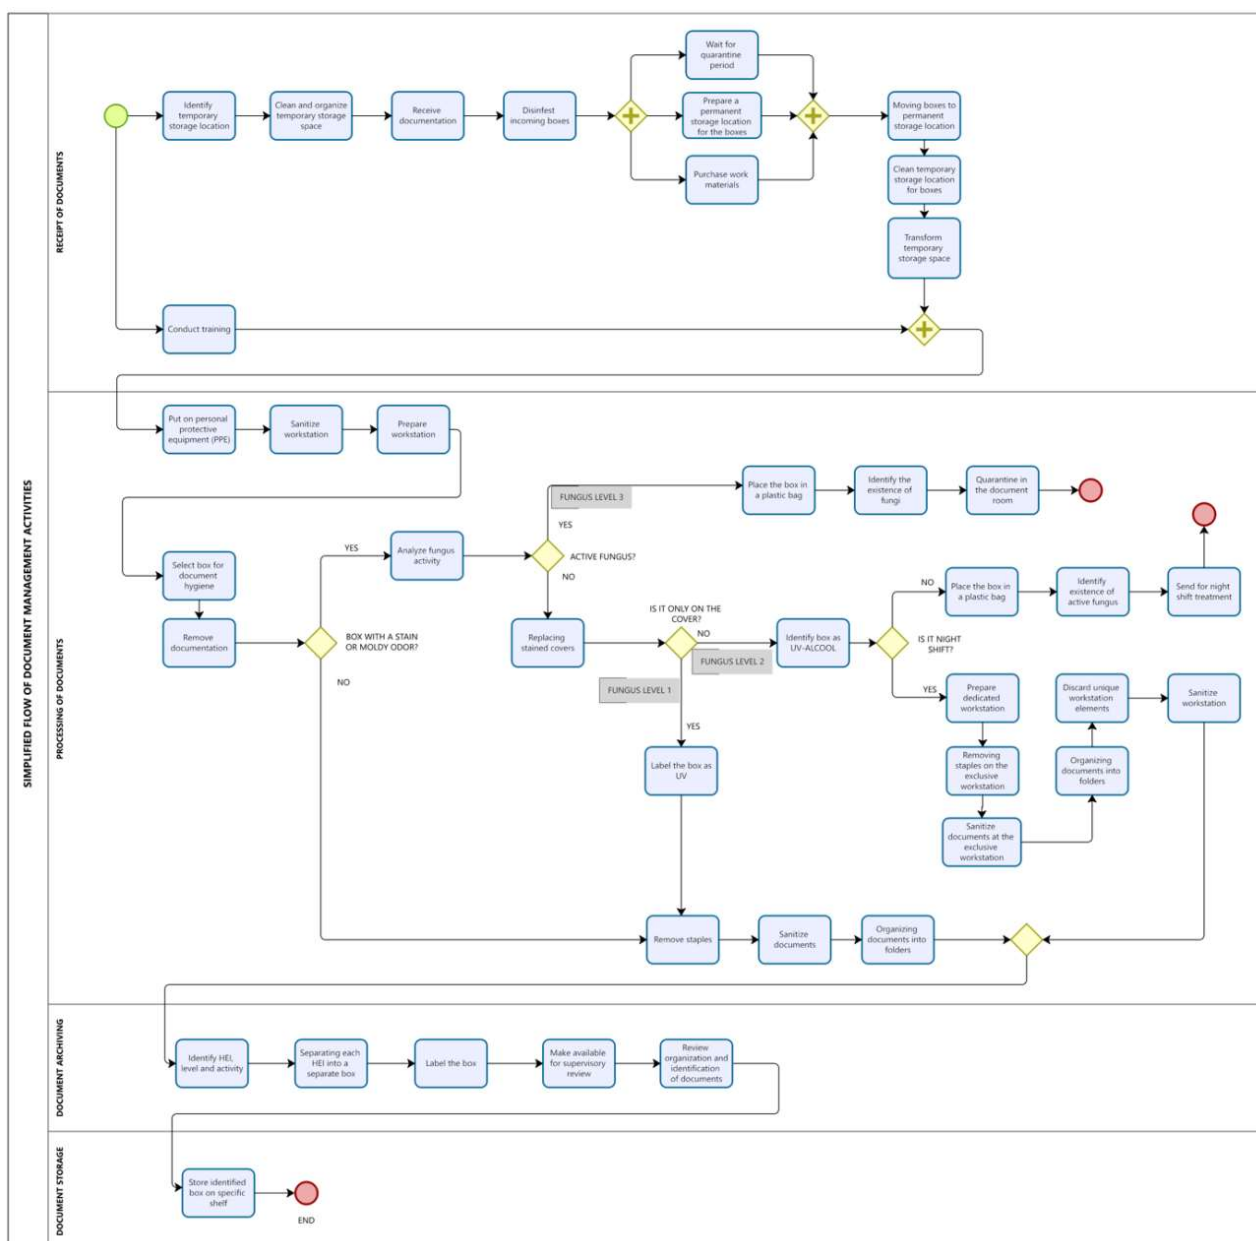 SIMPLIFIED FLOW OF DOCUMENT MANAGEMENT ACTIVITIES
RECEIPT OF DOCUMENTS
Identify
temporary
storage location
Clean and organize
temporary storage
space
Receive
documentation
Disinfest
incoming boxes
Wait for
quarantine
period
Prepare a
permanent
storage location
for the boxes
Purchase work
materials
Moving boxes to
permanent
storage location
Clean temporary
storage location
for boxes
Transform
temporary
storage space
Conduct training
PROCESSING OF DOCUMENTS
Put on personal
protective
equipment (PPE)
Sanitize
workstation
Prepare
workstation
Select box for
document
hygiene
Remove
documentation
BOX WITH A STAIN
OR MOLDY ODOR?
YES
NO
Analyze fungus
activity
ACTIVE FUNGUS?
FUNGUS LEVEL 3
YES
NO
Place the box in
a plastic bag
Identify the
existence of
fungi
Quarantine in
the document
room
Replacing
stained covers
IS IT ONLY ON THE
COVER?
NO
FUNGUS LEVEL 2
FUNGUS LEVEL 1
YES
Label the box as
UV
Identify box as
UV-ALCOOL
IS IT NIGHT
SHIFT?
NO
Place the box in
a plastic bag
Identify
existence of
active fungus
Send for night
shift treatment
YES
Prepare
dedicated
workstation
Removing
staples on the
exclusive
workstation
Sanitize
documents at the
exclusive
workstation
Organizing
documents into
folders
Discard unique
workstation
elements
Sanitize
workstation
Remove staples
Sanitize
documents
Organizing
documents into
folders
DOCUMENT ARCHIVING
Identify HEI,
level and activity
Separating each
HEI into a
separate box
Label the box
Make available
for supervisory
review
Review
organization and
identification
of documents
DOCUMENT STORAGE
Store identified
box on specific
shelf
END